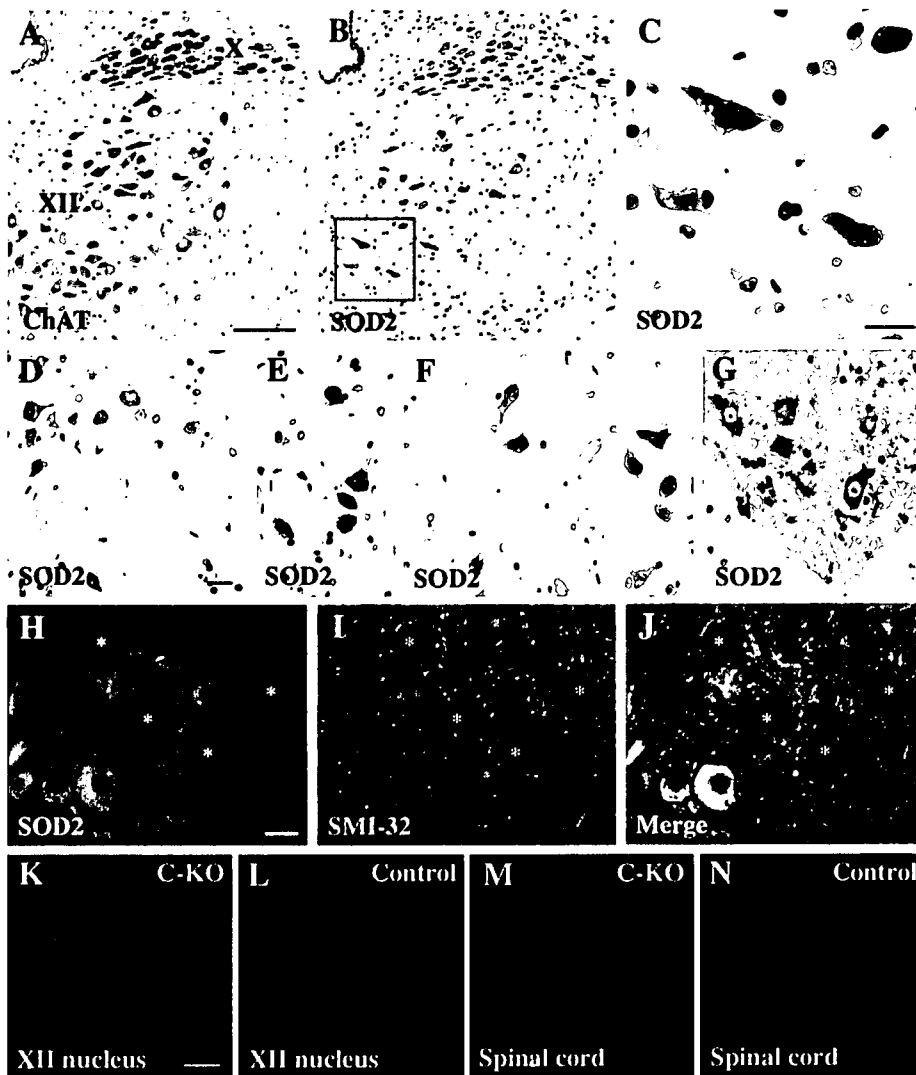 A
X
XII
ChAT
B
SOD2
C
SOD2
D
SOD2
E
SOD2
F
SOD2
G
SOD2
H
SOD2
I
SMI-32
J
Merge
K
C-KO
XII nucleus
L
Control
XII nucleus
M
C-KO
Spinal cord
N
Control
Spinal cord